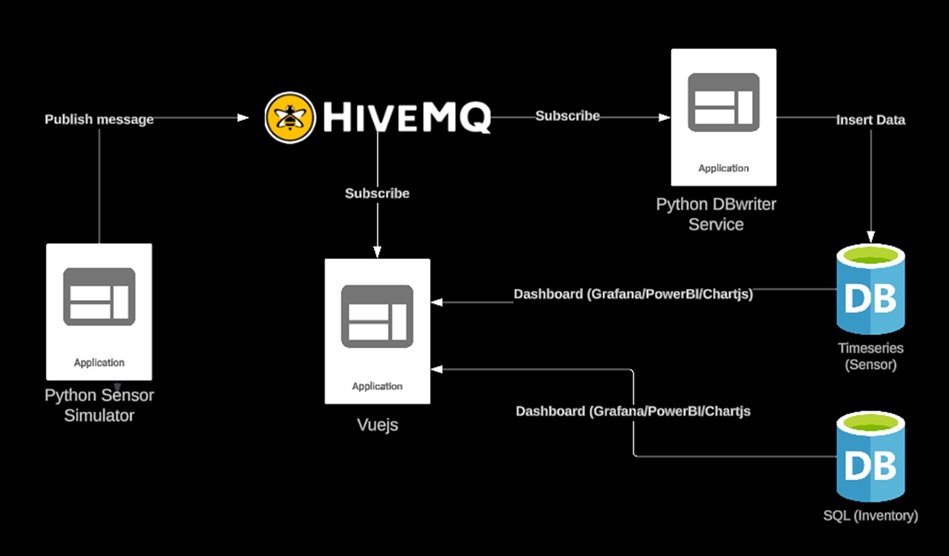 Publish message
HIVEMQ
Subscribe
Application
Python DBwriter
Service
Insert Data
Subscribe
Application
Python Sensor
Simulator
Application
Vuejs
Dashboard (Grafana/PowerBI/Chartjs)
DB
Timeseries
(Sensor)
Dashboard (Grafana/PowerBI/Chartjs
DB
SQL (Inventory)